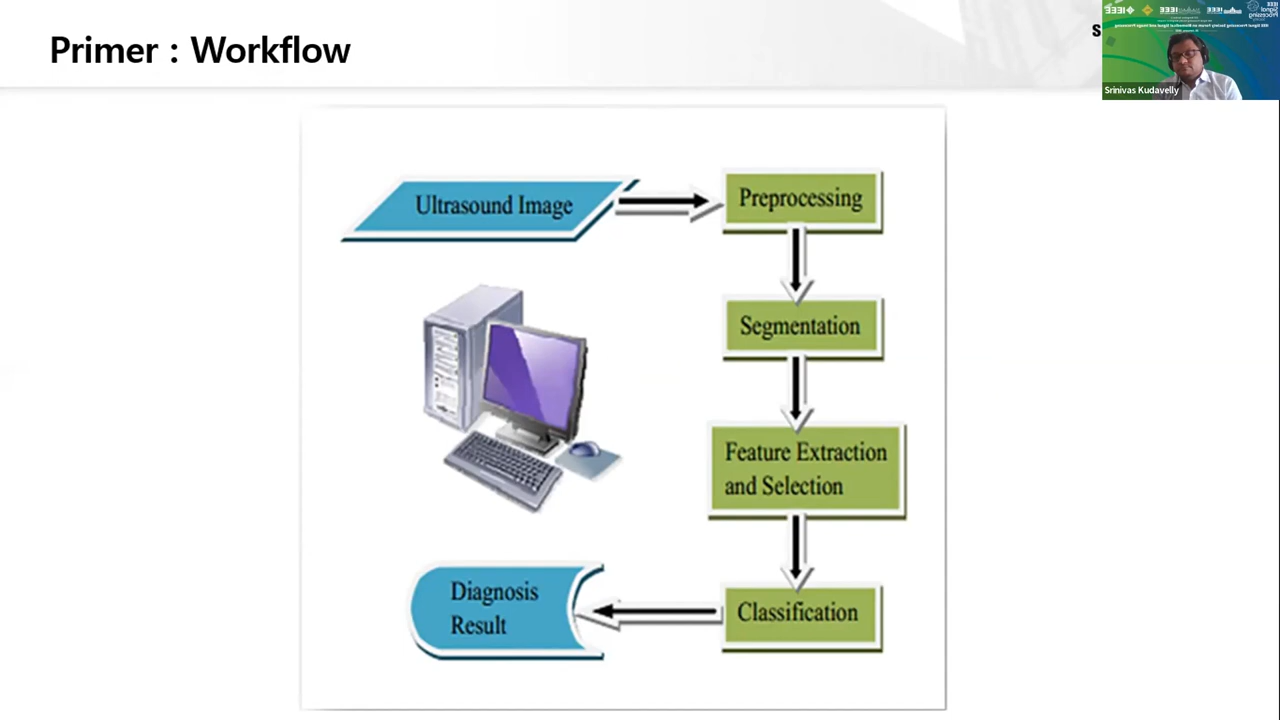 Primer : Workflow
S
Srinivas Kudavelly
Ultrasound Image
Preprocessing
Segmentation
Feature Extraction
and Selection
Classification
Diagnosis
Result